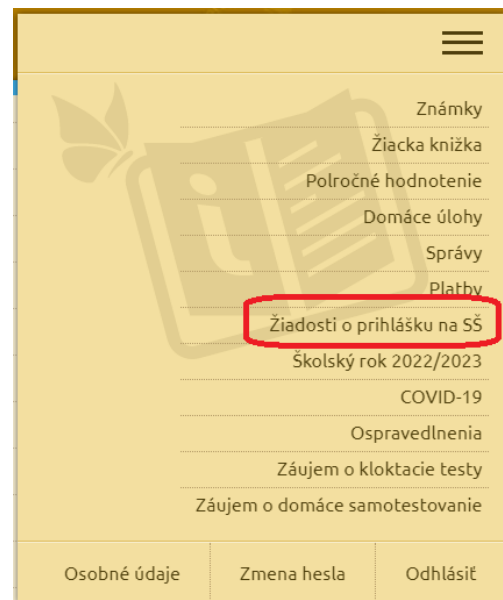 Známky
Žiacka knižka
Polročné hodnotenie
Domáce úlohy
Správy
Platby
Žiadosti o prihlášku na SŠ
Školský rok 2022/2023
COVID-19
Ospravedlnenia
Záujem o kloktacie testy
Záujem o domáce samotestovanie
Osobné údaje Zmena hesla Odhlásiť